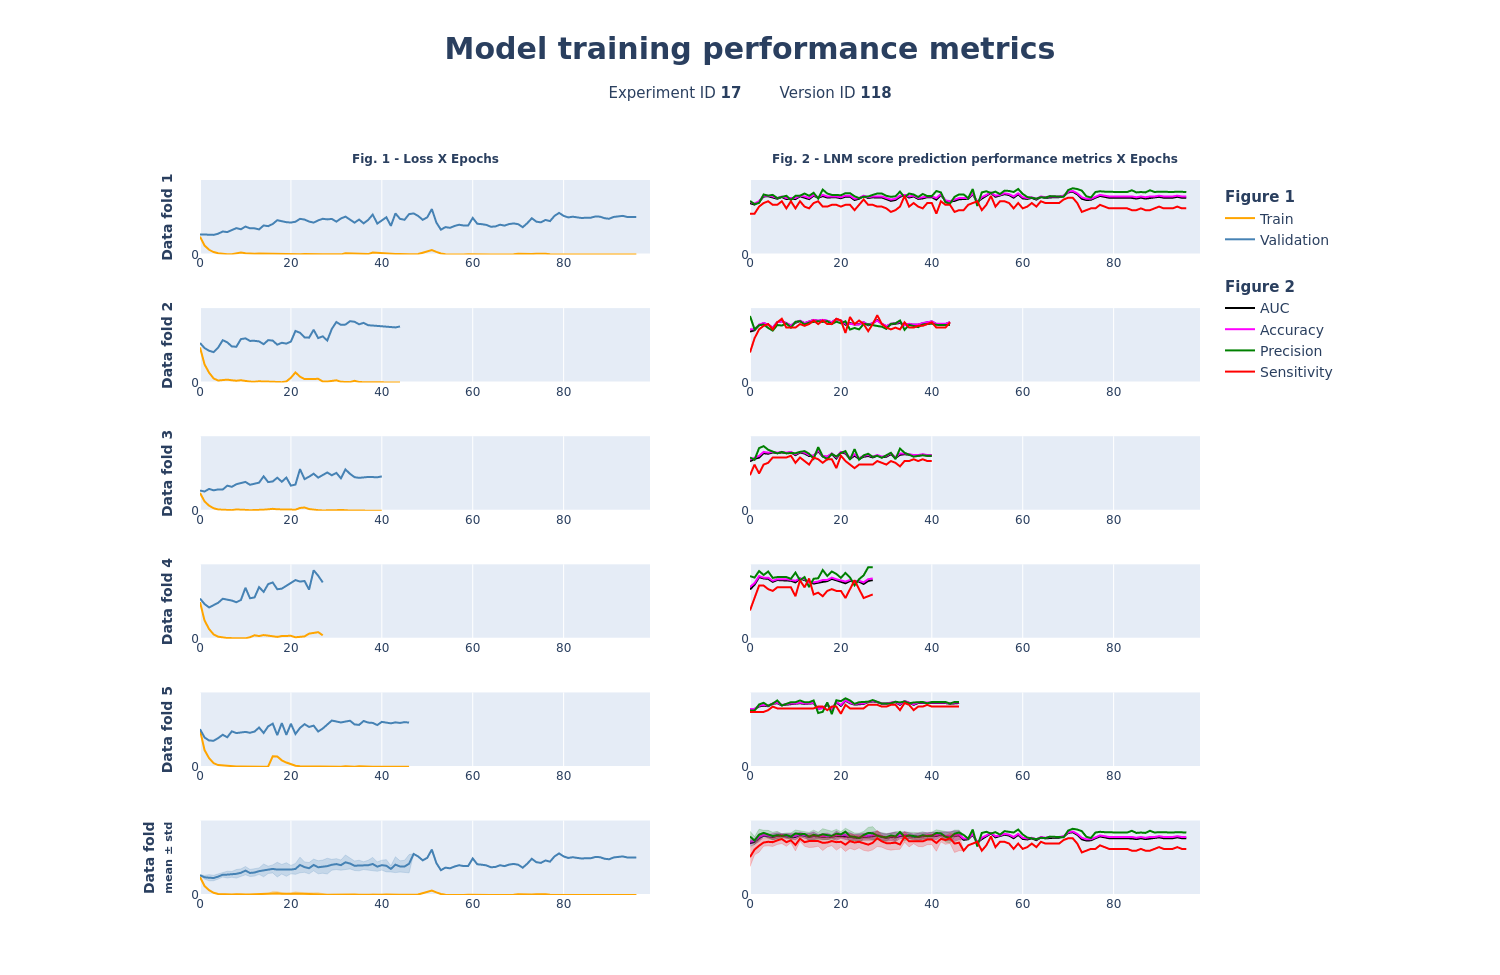 Model training performance metrics
Experiment ID 17 Version ID 118
Fig. 1 - Loss X Epochs
Fig. 2 - LNM score prediction performance metrics X Epochs
Data fold 1
0
0 20 40 60 80
0
0 20 40 60 80
Data fold 2
0
0 20 40 60 80
0
0 20 40 60 80
Data fold 3
0
0 20 40 60 80
0
0 20 40 60 80
Data fold 4
0
0 20 40 60 80
0
0 20 40 60 80
Data fold 5
0
0 20 40 60 80
0
0 20 40 60 80
Data fold
mean ± std
0
0 20 40 60 80
0
0 20 40 60 80
Figure 1
Train
Validation
Figure 2
AUC
Accuracy
Precision
Sensitivity